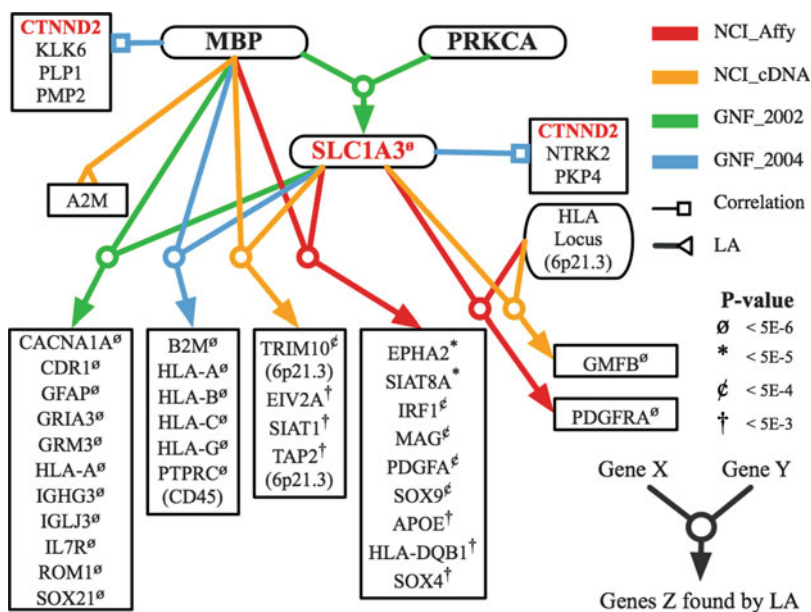 CTNND2
KLK6
PLP1
PMP2
MBP
PRKCA
NCI_Affy
NCI_cDNA
GNF_2002
GNF_2004
Correlation
LA
SLC1A3ø
CTNND2
NTRK2
PKP4
A2M
HLA
Locus
(6p21.3)
P-value
ø < 5E-6
* < 5E-5
¢ < 5E-4
† < 5E-3
CACNA1Aø
CDR1ø
GFAPø
GRIA3ø
GRM3ø
HLA-Aø
IGHG3ø
IGLJ3ø
IL7Rø
ROM1ø
SOX21ø
B2Mø
HLA-Aø
HLA-Bø
HLA-Cø
HLA-Gø
PTPRCø
(CD45)
TRIM10¢
(6p21.3)
EIV2A†
SIAT1†
TAP2†
(6p21.3)
EPHA2*
SIAT8A*
IRF1¢
MAG¢
PDGFA¢
SOX9¢
APOE†
HLA-DQB1†
SOX4†
GMFBø
PDGFRAø
Gene X
Gene Y
Genes Z found by LA